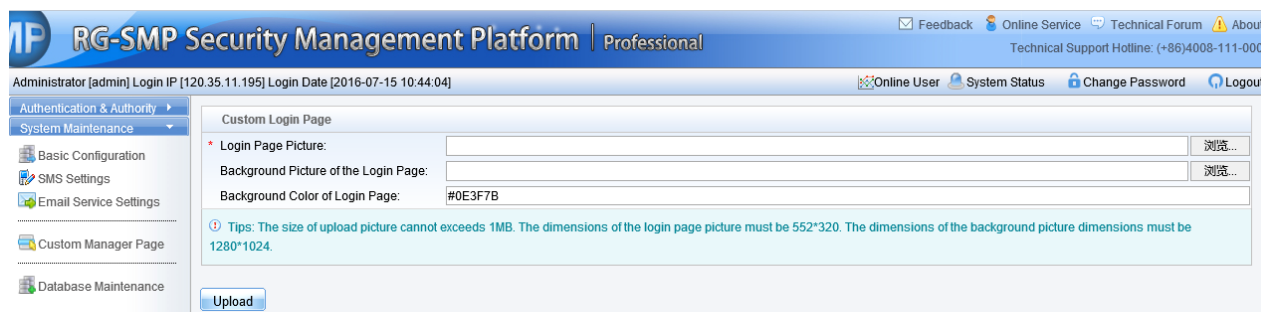 MP RG-SMP Security Management Platform | Professional
Feedback Online Service Technical Forum About
Technical Support Hotline: (+86)4008-111-000
Administrator [admin] Login IP [120.35.11.195] Login Date [2016-07-15 10:44:04]
Online User System Status Change Password Logout
Authentication & Authority
System Maintenance
Basic Configuration
SMS Settings
Email Service Settings
Custom Manager Page
Database Maintenance
Custom Login Page
* Login Page Picture: 浏览...
Background Picture of the Login Page: 浏览...
Background Color of Login Page: #0E3F7B
Tips: The size of upload picture cannot exceeds 1MB. The dimensions of the login page picture must be 552*320. The dimensions of the background picture dimensions must be
1280*1024.
Upload